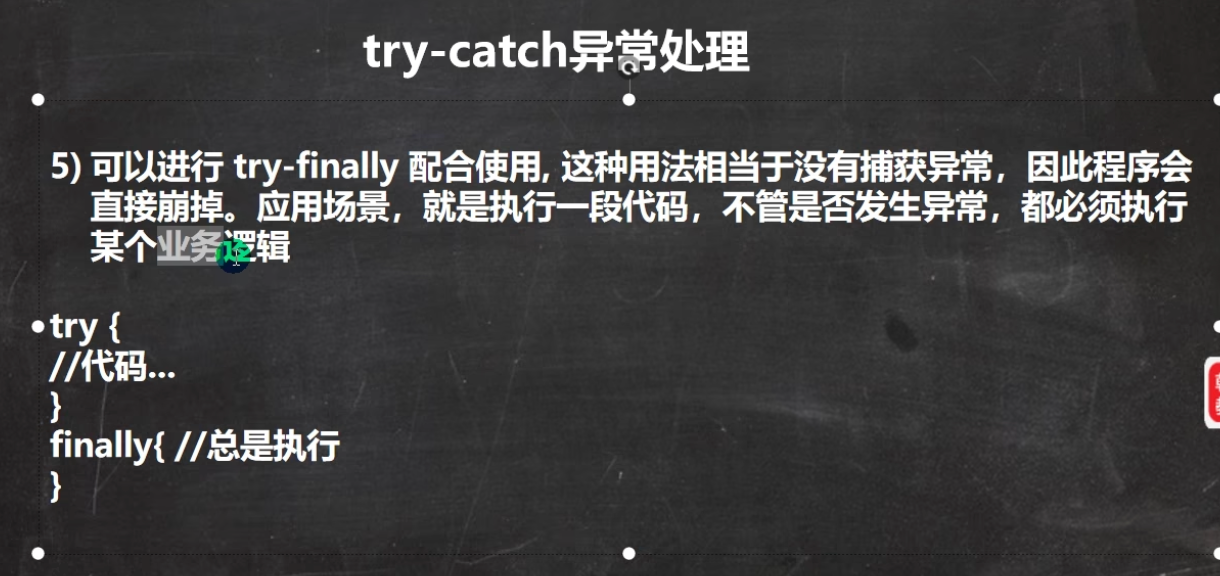 try-catch异常处理
5) 可以进行 try-finally 配合使用, 这种用法相当于没有捕获异常，因此程序会
直接崩掉。应用场景，就是执行一段代码，不管是否发生异常，都必须执行
某个业务逻辑
try {
//代码...
}
finally{ //总是执行
}